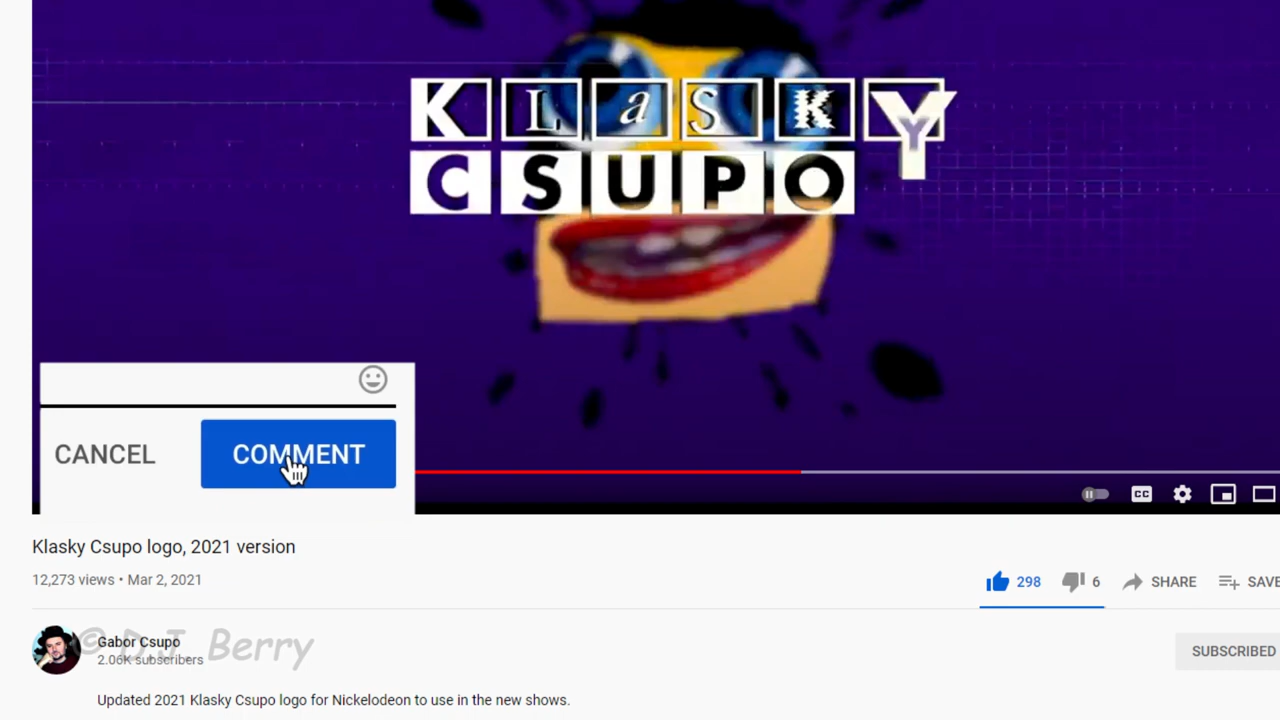 KLaSKY
CSUPO
CANCEL COMMENT
CC
Klasky Csupo logo, 2021 version
12,273 views • Mar 2, 2021
298 6 SHARE SAVE
© D.J. Berry
Gabor Csupo
2.06K subscribers
SUBSCRIBED
Updated 2021 Klasky Csupo logo for Nickelodeon to use in the new shows.